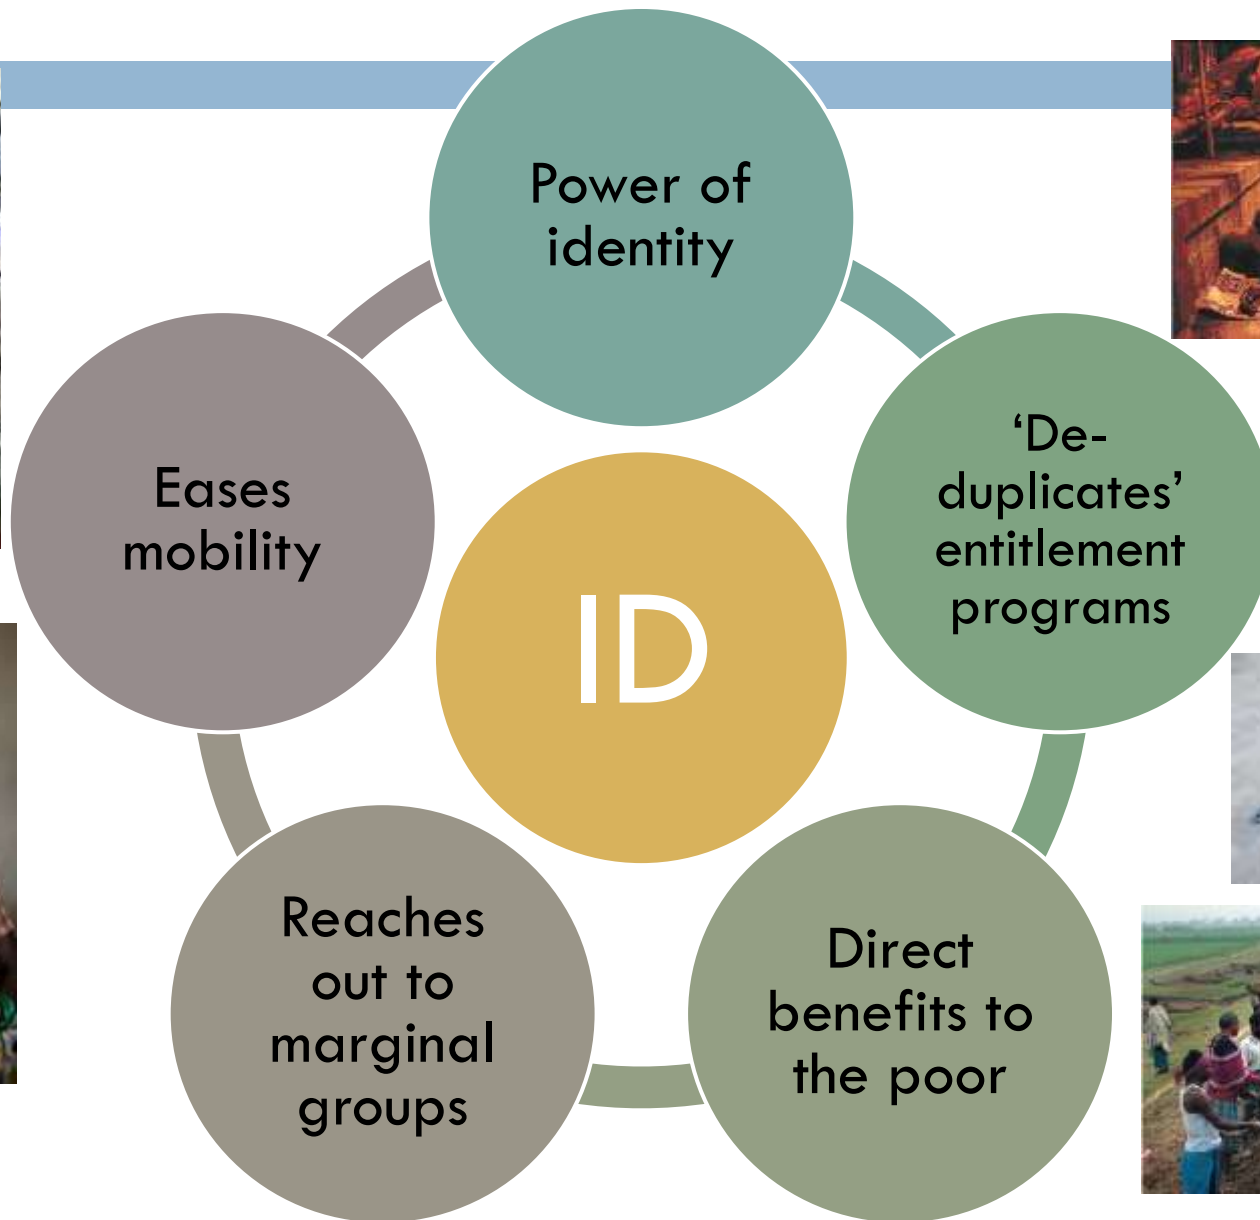 Power of
identity
‘De-
duplicates’
entitlement
programs
Direct
benefits to
the poor
Reaches
out to
marginal
groups
Eases
mobility
ID